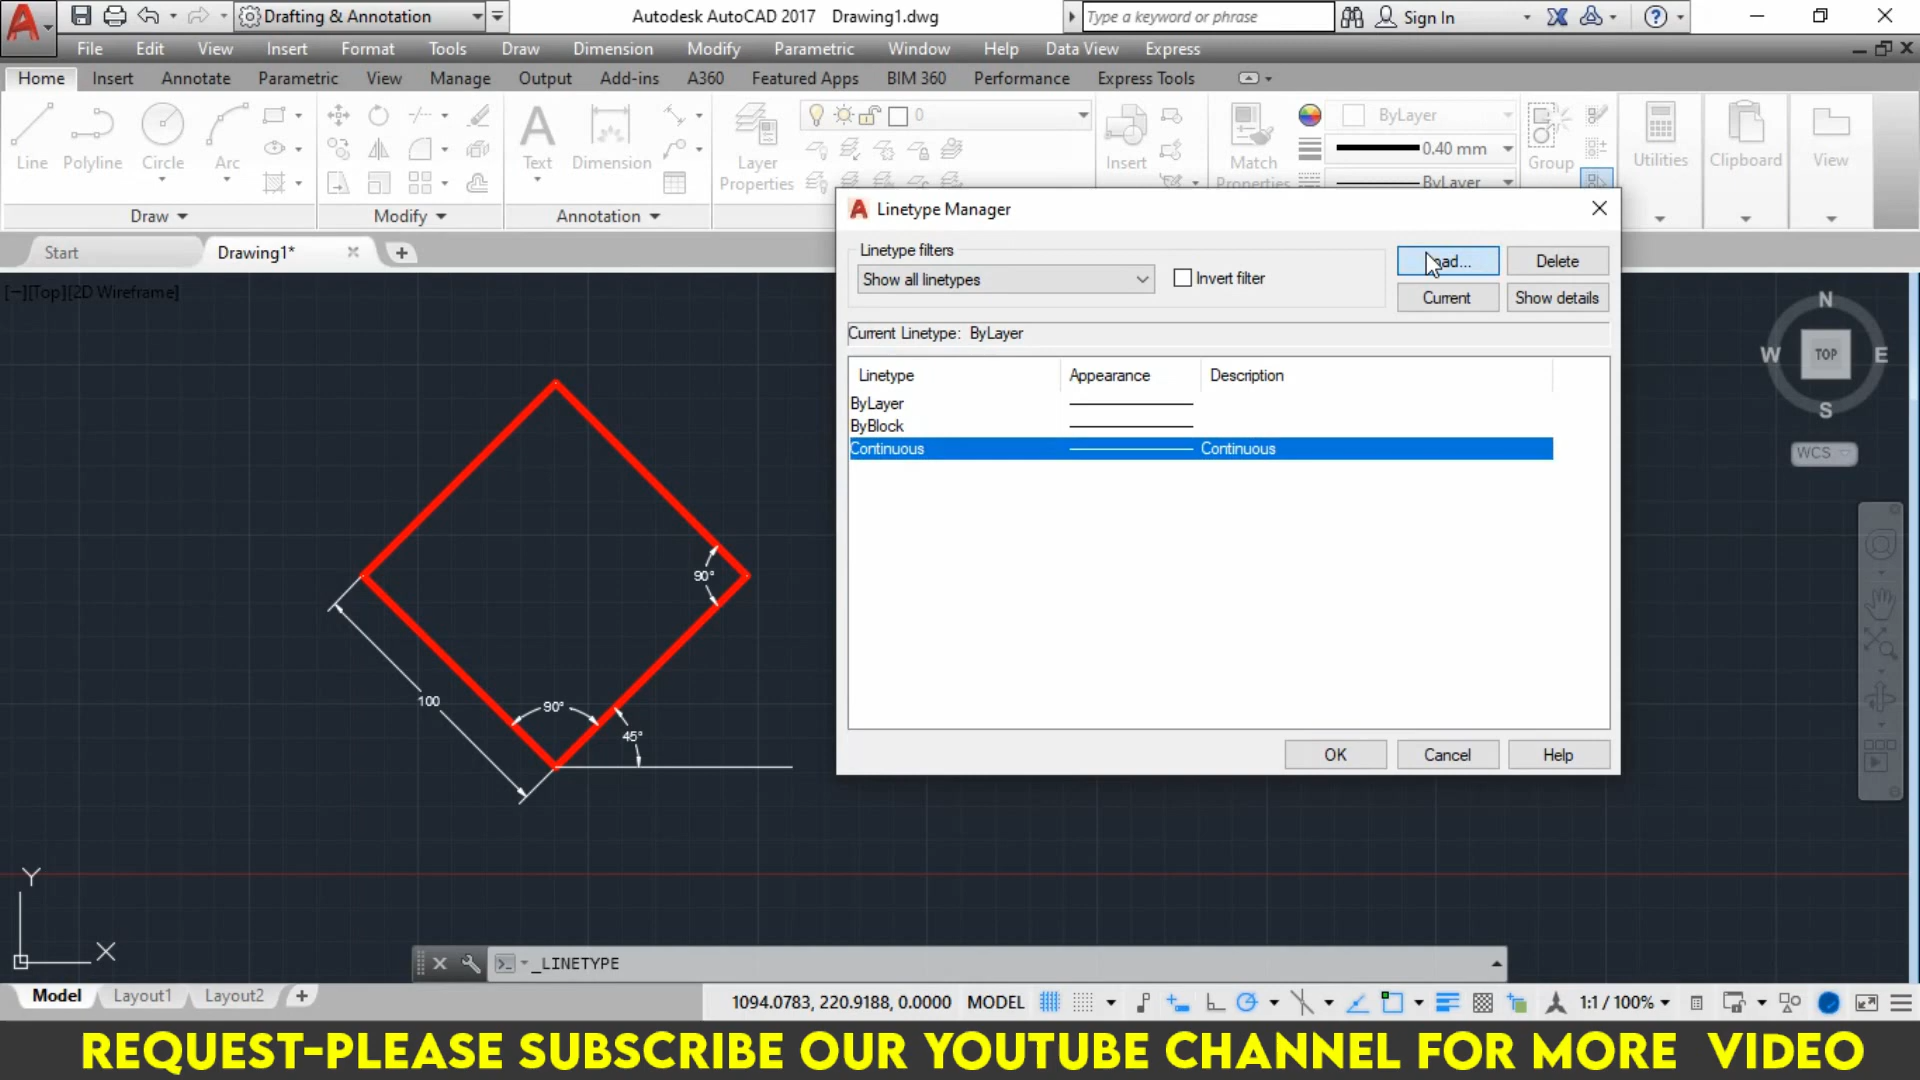 Drafting & Annotation
Autodesk AutoCAD 2017 Drawing1.dwg
Type a keyword or phrase
Sign In
File Edit View Insert Format Tools Draw Dimension Modify Parametric Window Help Data View Express
Home Insert Annotate Parametric View Manage Output Add-ins A360 Featured Apps BIM 360 Performance Express Tools
0
ByLayer
Line Polyline Circle Arc
Text Dimension
Layer
Properties
Insert
Match
Properties
0.40 mm
ByLayer
Group
Utilities
Clipboard
View
Draw Modify Annotation
Start Drawing1* +
Linetype Manager
Linetype filters
Show all linetypes
Invert filter
Delete
Current
Show details
Current Linetype: ByLayer
Linetype Appearance Description
ByLayer
ByBlock
Continuous Continuous
OK Cancel Help
[−][Top][2D Wireframe]
N
W TOP E
S
WCS
90°
100
90°
45°
Y
X
_LINETYPE
Model Layout1 Layout2 +
1094.0783, 220.9188, 0.0000 MODEL
1:1 / 100%
REQUEST-PLEASE SUBSCRIBE OUR YOUTUBE CHANNEL FOR MORE VIDEO